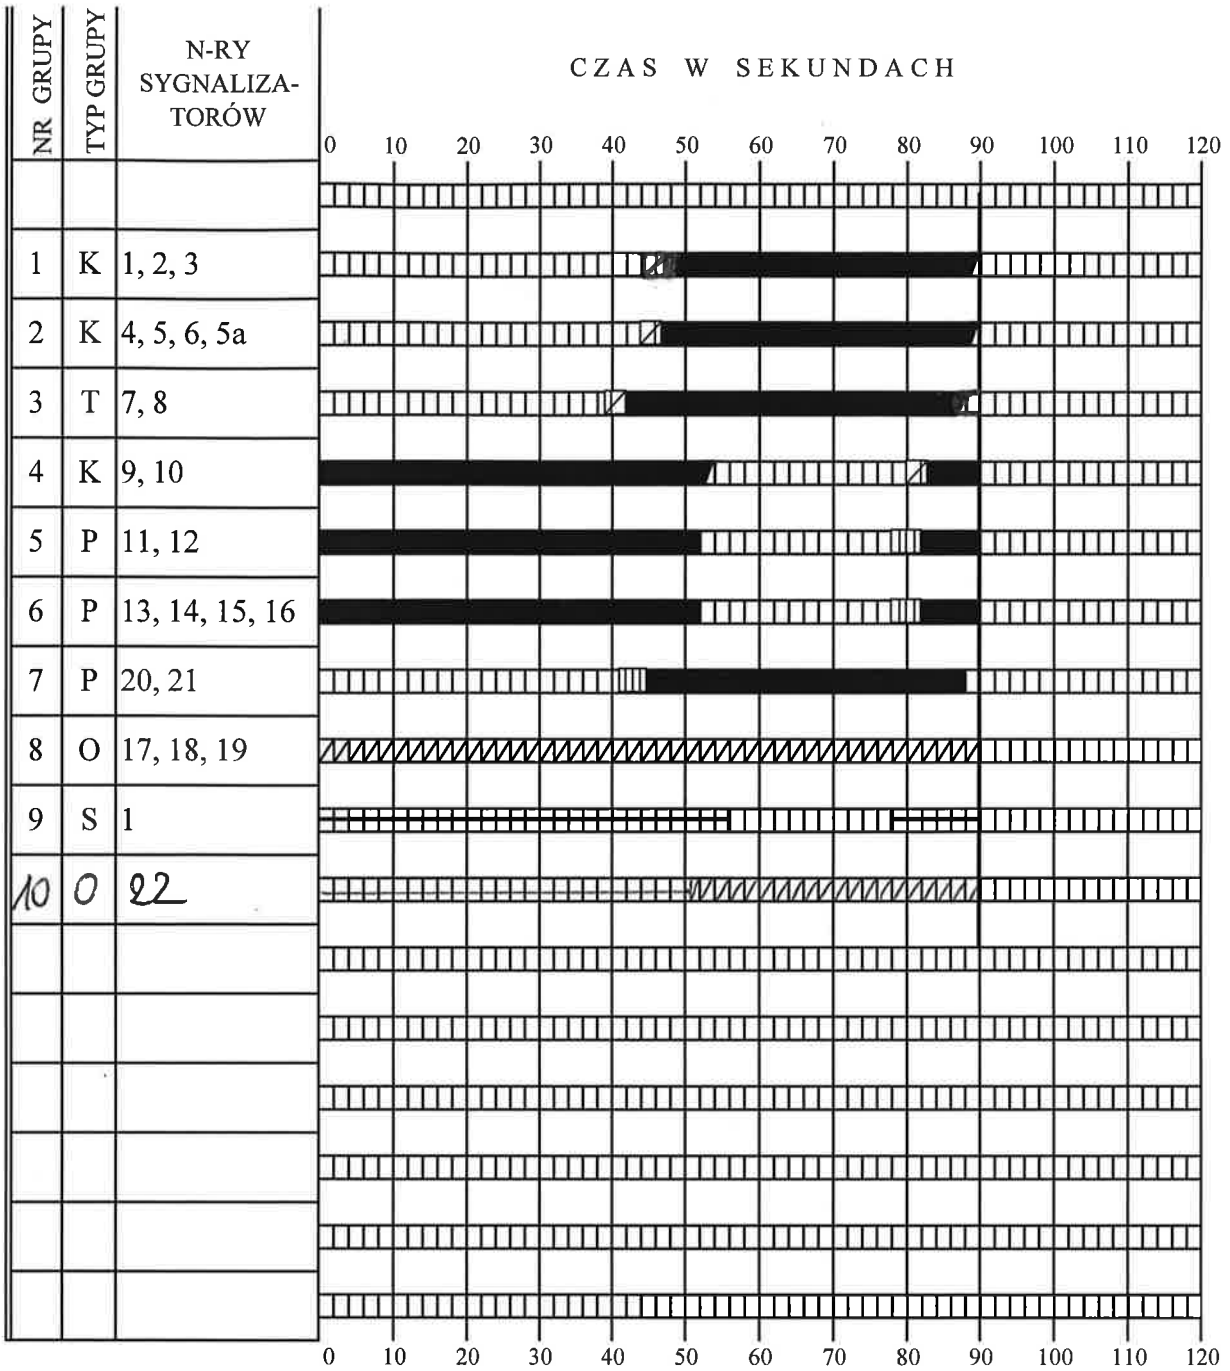 NR GRUPY
TYP GRUPY
N-RY
SYGNALIZA-
TORÓW
CZAS W SEKUNDACH
0 10 20 30 40 50 60 70 80 90 100 110 120
1 K 1, 2, 3
2 K 4, 5, 6, 5a
3 T 7, 8
4 K 9, 10
5 P 11, 12
6 P 13, 14, 15, 16
7 P 20, 21
8 O 17, 18, 19
9 S 1
10 O 22
0 10 20 30 40 50 60 70 80 90 100 110 120